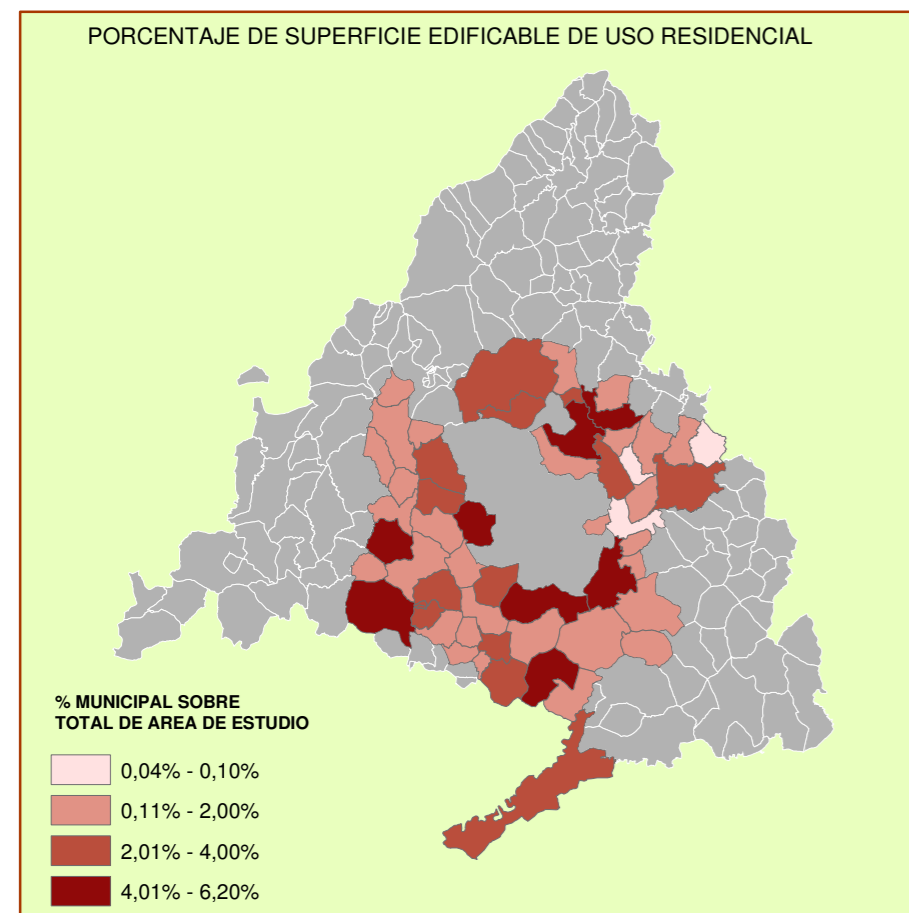 PORCENTAJE DE SUPERFICIE EDIFICABLE DE USO RESIDENCIAL
% MUNICIPAL SOBRE
TOTAL DE AREA DE ESTUDIO
0,04% - 0,10%
0,11% - 2,00%
2,01% - 4,00%
4,01% - 6,20%